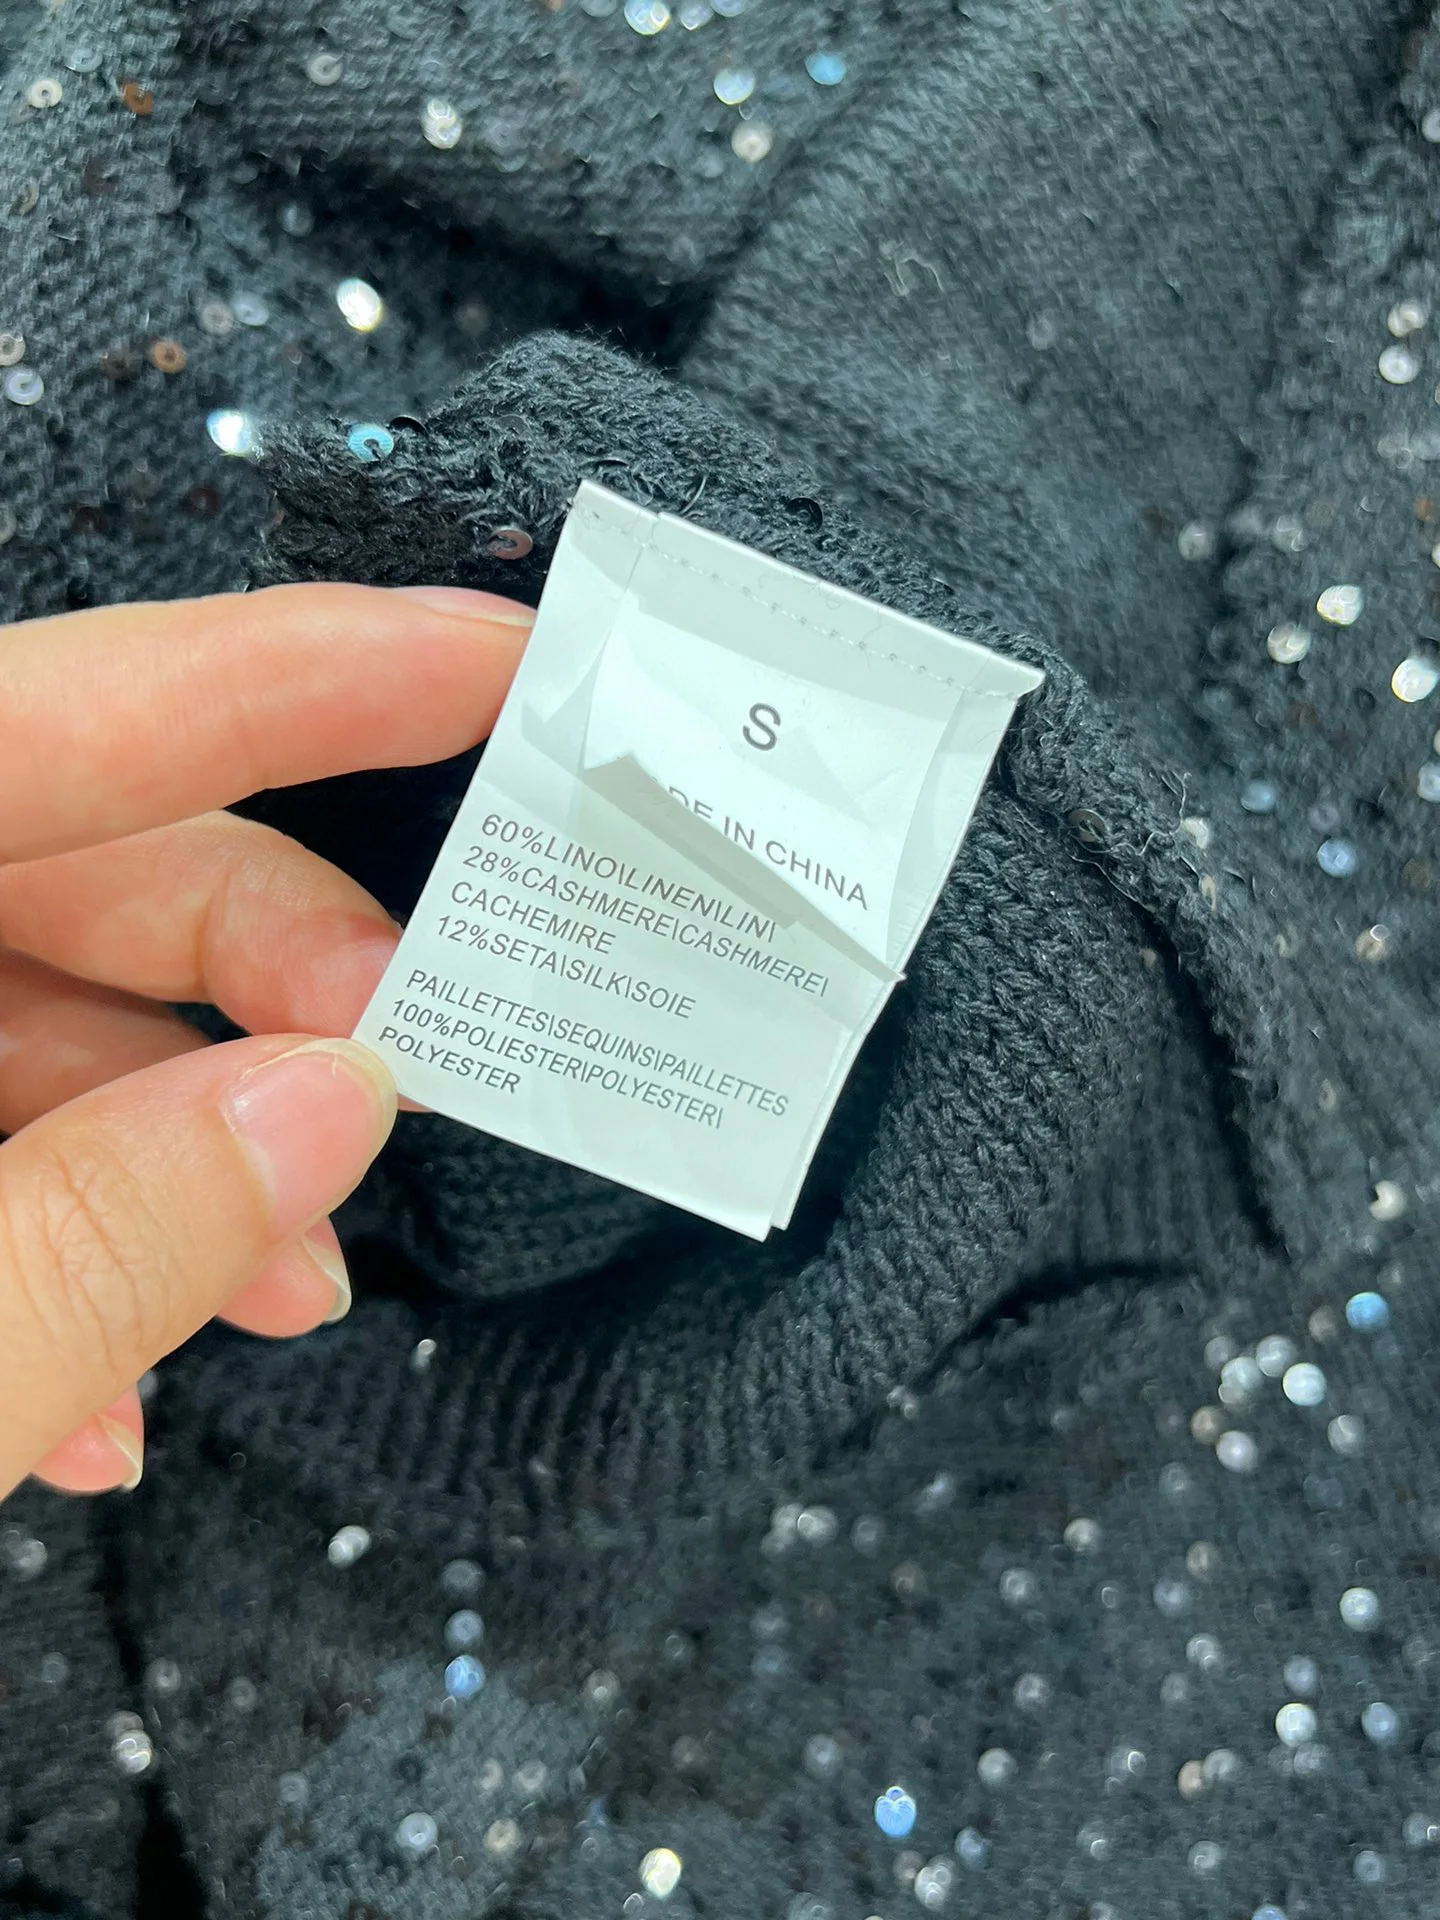 S
DE IN CHINA
60%LINO\LINEN\LIN\
28%CASHMERE\CASHMERE\
CACHEMIRE
12%SETA\SILK\SOIE
PAILLETTES\SEQUINS\PAILLETTES
100%POLIESTER\POLYESTER\
POLYESTER